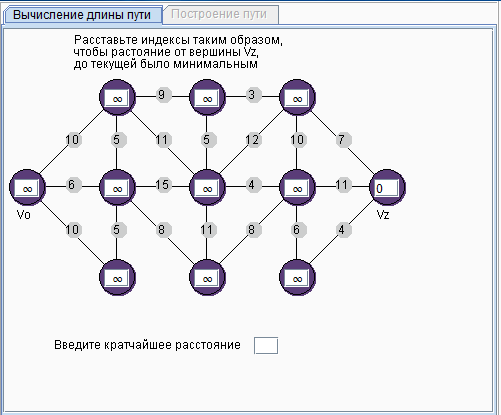 Вычисление длины пути Построение пути
Расставьте индексы таким образом,
чтобы растояние от вершины Vz,
до текущей было минимальным
∞ 9 ∞ 3 ∞
10 5 11 5 12 10 7
∞ 6 ∞ 15 ∞ 4 ∞ 11 0
Vo Vz
10 5 8 11 8 6 4
∞ ∞ ∞
Введите кратчайшее расстояние